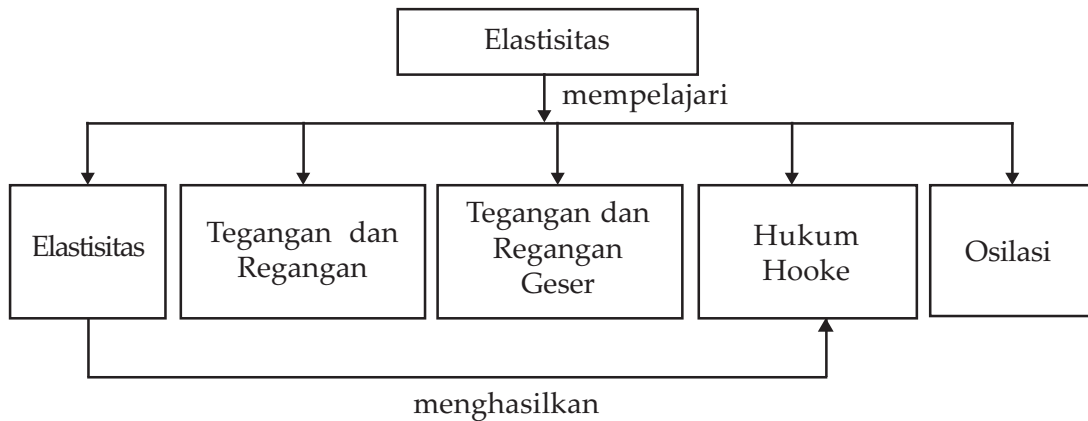 Elastisitas
mempelajari
Elastisitas
Tegangan dan
Regangan
Tegangan dan
Regangan
Geser
Hukum
Hooke
Osilasi
menghasilkan